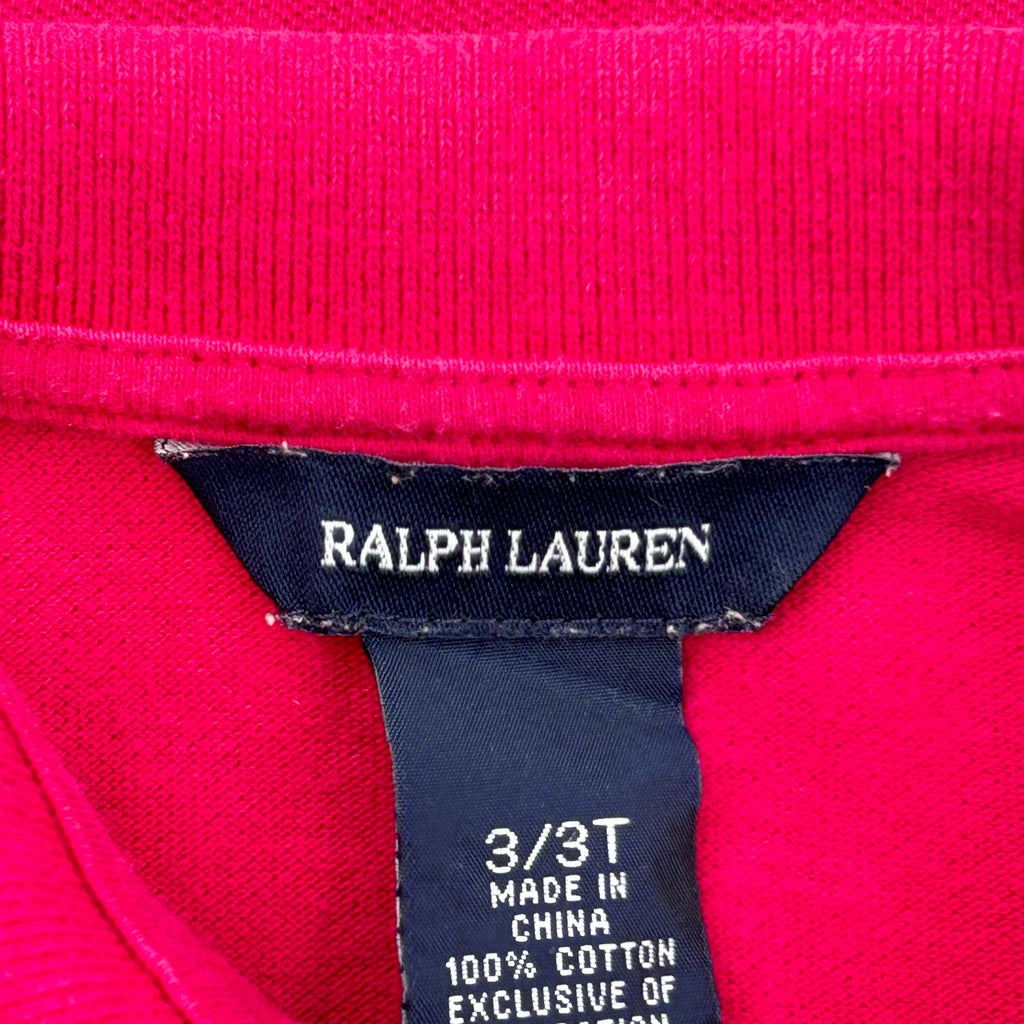 RALPH LAUREN
3/3T
MADE IN
CHINA
100% COTTON
EXCLUSIVE OF